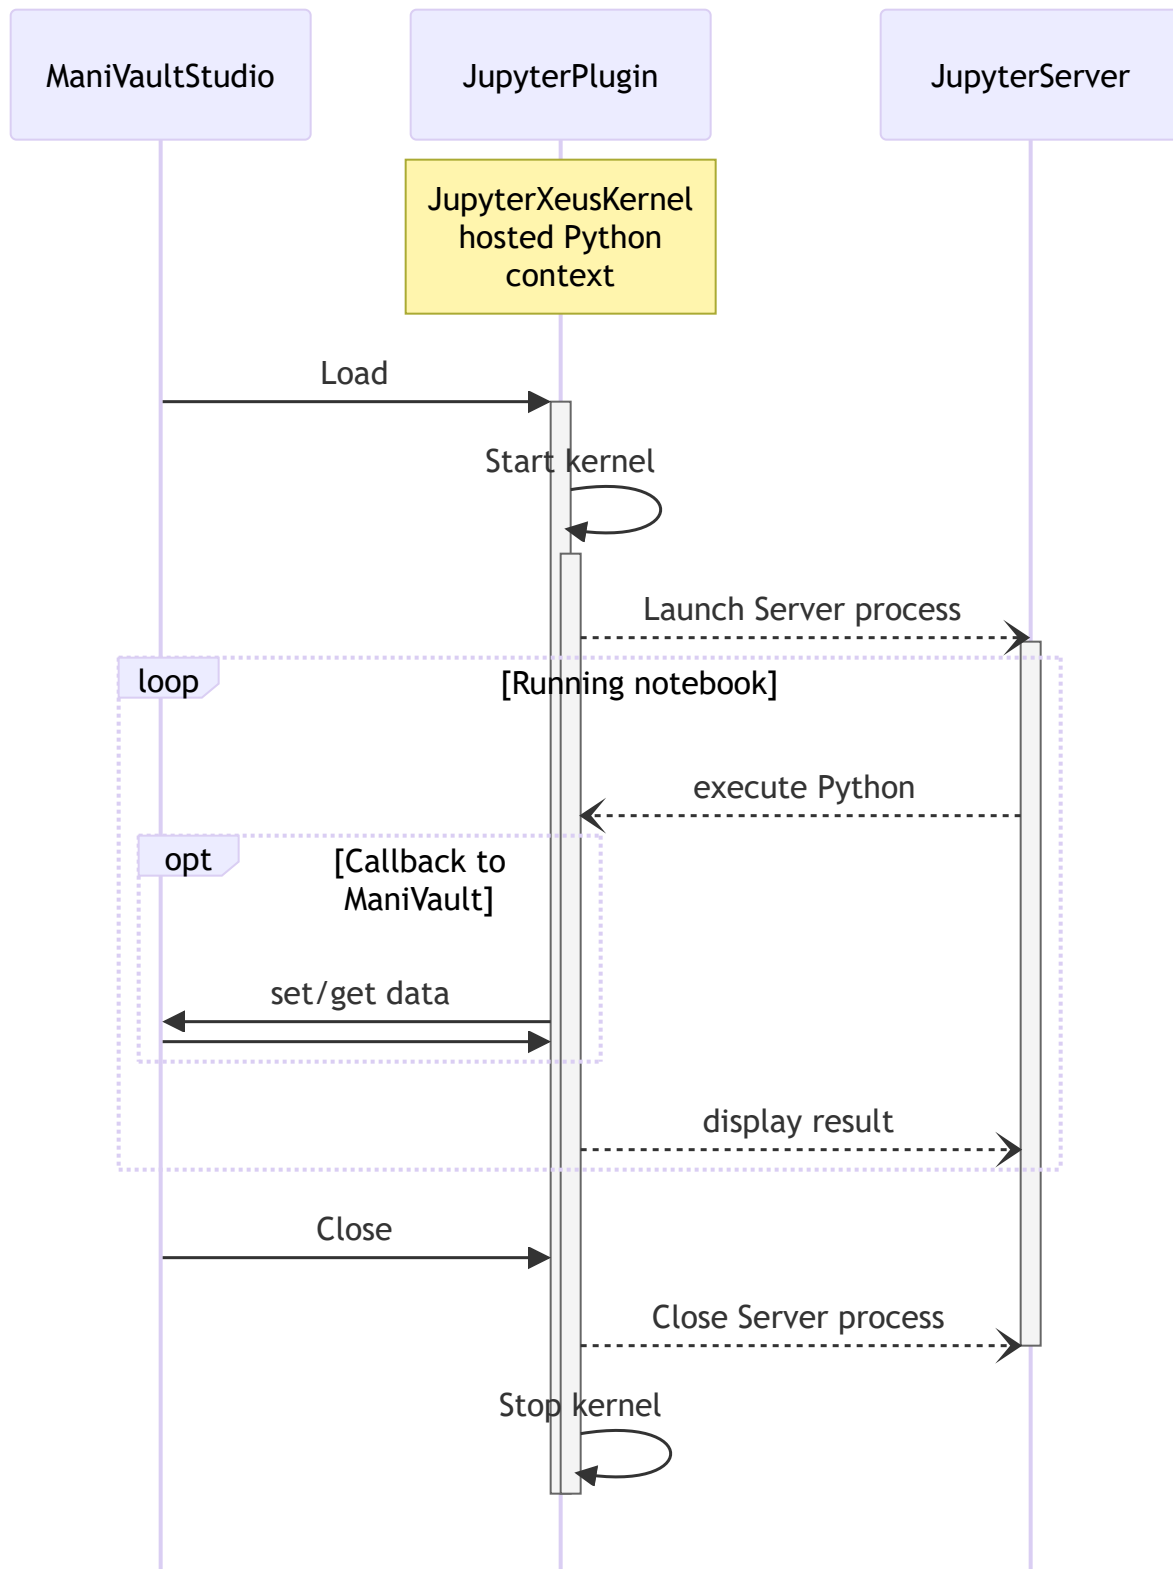 ManiVaultStudio
JupyterPlugin
JupyterServer
JupyterXeusKernel
hosted Python
context
Load
Start kernel
Launch Server process
loop
[Running notebook]
execute Python
opt
[Callback to
ManiVault]
set/get data
display result
Close
Close Server process
Stop kernel